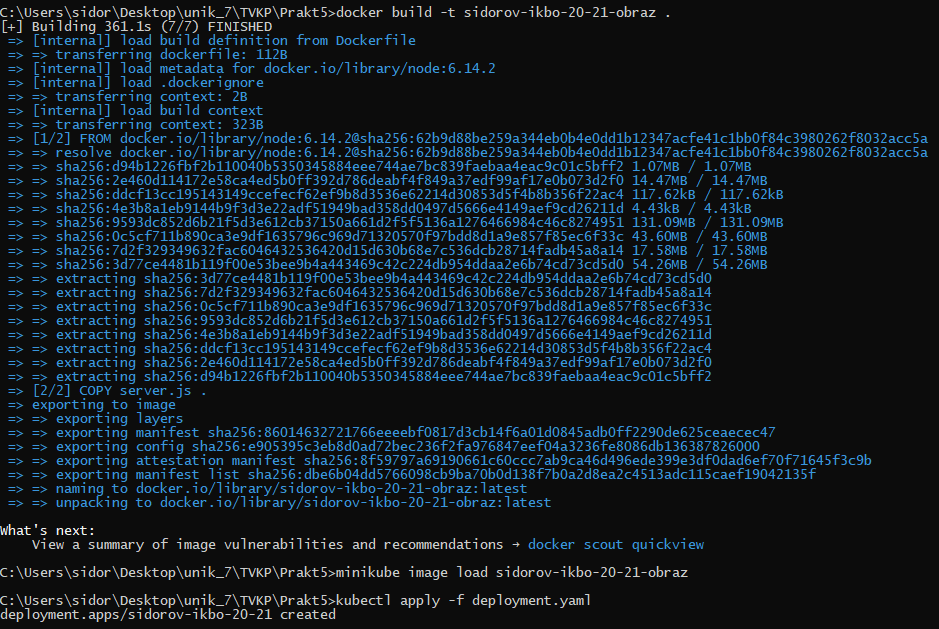 C:\Users\sidor\Desktop\unik_7\TVKP\Prakt5>docker build -t sidorov-ikbo-20-21-obraz .
[+] Building 361.1s (7/7) FINISHED
=> [internal] load build definition from Dockerfile
=> => transferring dockerfile: 112B
=> [internal] load metadata for docker.io/library/node:6.14.2
=> [internal] load .dockerignore
=> => transferring context: 2B
=> [internal] load build context
=> => transferring context: 323B
=> [1/2] FROM docker.io/library/node:6.14.2@sha256:62b9d88be259a344eb0b4e0dd1b12347acfe41c1bb0f84c3980262f8032acc5a
=> => resolve docker.io/library/node:6.14.2@sha256:62b9d88be259a344eb0b4e0dd1b12347acfe41c1bb0f84c3980262f8032acc5a
=> => sha256:d94b1226fbf2b110040b5350345884eee744ae7bc839faebaa4eac9c01c5bff2 1.07MB / 1.07MB
=> => sha256:2e460d114172e58ca4ed5b0ff392d786deabf4f849a37edf99af17e0b073d2f0 14.47MB / 14.47MB
=> => sha256:ddcf13cc195143149ccefecf62ef9b8d3536e62214d30853d5f4b8b356f22ac4 117.62kB / 117.62kB
=> => sha256:4e3b8a1eb9144b9f3d3e22adf51949bad358dd0497d5666e4149aef9cd26211d 4.43kB / 4.43kB
=> => sha256:9593dc852d6b21f5d3e612cb37150a661d2f5f5136a1276466984c46c8274951 131.09MB / 131.09MB
=> => sha256:0c5cf711b890ca3e9df1635796c969d71320570f97bdd8d1a9e857f85ec6f33c 43.60MB / 43.60MB
=> => sha256:7d2f329349632fac6046432536420d15d630b68e7c536dcb28714fadb45a8a14 17.58MB / 17.58MB
=> => sha256:3d77ce4481b119f00e53bee9b4a443469c42c224db954ddaa2e6b74cd73cd5d0 54.26MB / 54.26MB
=> => extracting sha256:3d77ce4481b119f00e53bee9b4a443469c42c224db954ddaa2e6b74cd73cd5d0
=> => extracting sha256:7d2f329349632fac6046432536420d15d630b68e7c536dcb28714fadb45a8a14
=> => extracting sha256:0c5cf711b890ca3e9df1635796c969d71320570f97bdd8d1a9e857f85ec6f33c
=> => extracting sha256:9593dc852d6b21f5d3e612cb37150a661d2f5f5136a1276466984c46c8274951
=> => extracting sha256:4e3b8a1eb9144b9f3d3e22adf51949bad358dd0497d5666e4149aef9cd26211d
=> => extracting sha256:ddcf13cc195143149ccefecf62ef9b8d3536e62214d30853d5f4b8b356f22ac4
=> => extracting sha256:2e460d114172e58ca4ed5b0ff392d786deabf4f849a37edf99af17e0b073d2f0
=> => extracting sha256:d94b1226fbf2b110040b5350345884eee744ae7bc839faebaa4eac9c01c5bff2
=> [2/2] COPY server.js .
=> exporting to image
=> => exporting layers
=> => exporting manifest sha256:86014632721766eeeebf0817d3cb14f6a01d0845adb0ff2290de625ceaecec47
=> => exporting config sha256:e905395c3eb8d0ad72bec236f2fa976847eef04a3236fe8086db136387826000
=> => exporting attestation manifest sha256:8f59797a69190661c60ccc7ab9ca46d496ede399e3df0dad6ef70f71645f3c9b
=> => exporting manifest list sha256:dbe6b04dd5766098cb9ba70b0d138f7b0a2d8ea2c4513adc115caef19042135f
=> => naming to docker.io/library/sidorov-ikbo-20-21-obraz:latest
=> => unpacking to docker.io/library/sidorov-ikbo-20-21-obraz:latest
What's next:
View a summary of image vulnerabilities and recommendations → docker scout quickview
C:\Users\sidor\Desktop\unik_7\TVKP\Prakt5>minikube image load sidorov-ikbo-20-21-obraz
C:\Users\sidor\Desktop\unik_7\TVKP\Prakt5>kubectl apply -f deployment.yaml
deployment.apps/sidorov-ikbo-20-21 created